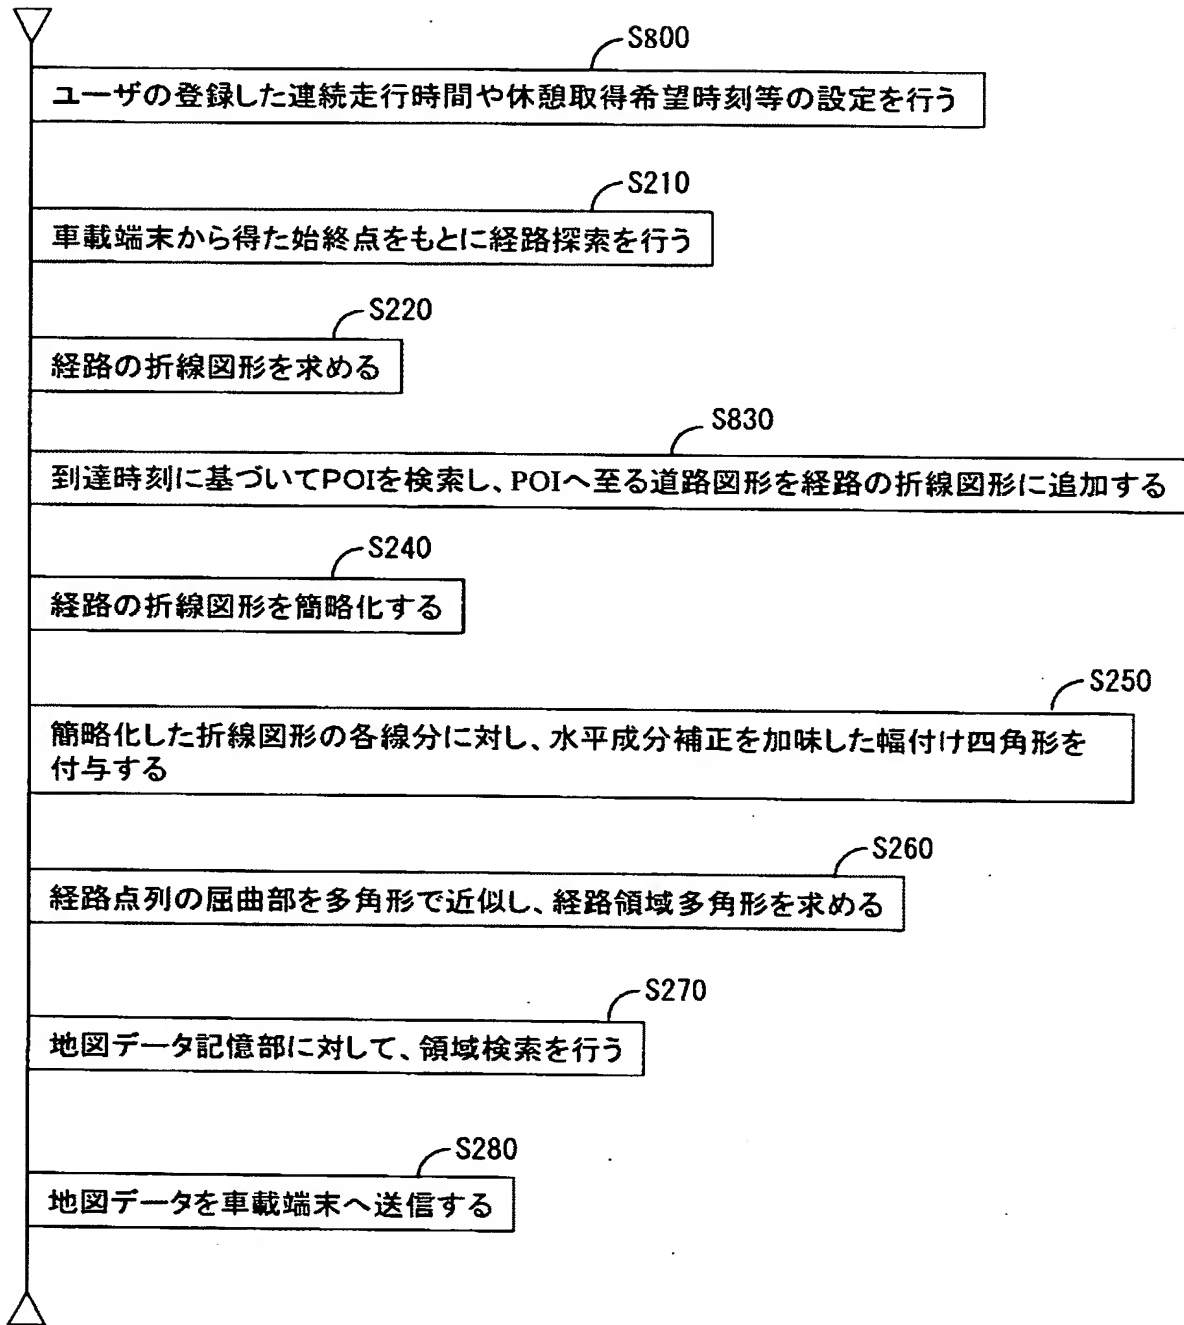 S800
ユーザの登録した連続走行時間や休憩取得希望時刻等の設定を行う
S210
車載端末から得た始終点をもとに経路探索を行う
S220
経路の折線図形を求める
S830
到達時刻に基づいてPOIを検索し、POIへ至る道路図形を経路の折線図形に追加する
S240
経路の折線図形を簡略化する
S250
簡略化した折線図形の各線分に対し、水平成分補正を加味した幅付け四角形を
付与する
S260
経路点列の屈曲部を多角形で近似し、経路領域多角形を求める
S270
地図データ記憶部に対して、領域検索を行う
S280
地図データを車載端末へ送信する